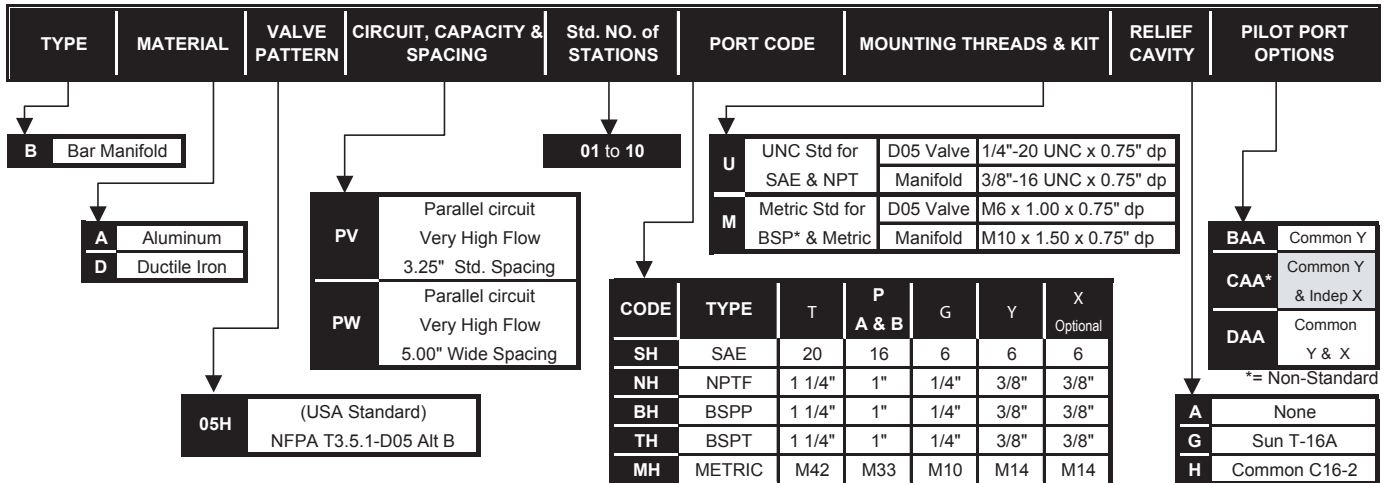 TYPE MATERIAL VALVE PATTERN CIRCUIT, CAPACITY & SPACING Std. NO. of STATIONS PORT CODE MOUNTING THREADS & KIT RELIEF CAVITY PILOT PORT OPTIONS
B Bar Manifold
A Aluminum
D Ductile Iron
05H (USA Standard)
NFPA T3.5.1-D05 Alt B
PV Parallel circuit
Very High Flow
3.25" Std. Spacing
PW Parallel circuit
Very High Flow
5.00" Wide Spacing
01 to 10
U UNC Std for D05 Valve 1/4"-20 UNC x 0.75" dp
SAE & NPT Manifold 3/8"-16 UNC x 0.75" dp
M Metric Std for D05 Valve M6 x 1.00 x 0.75" dp
BSP* & Metric Manifold M10 x 1.50 x 0.75" dp
CODE TYPE T P A & B G Y X Optional
SH SAE 20 16 6 6 6
NH NPTF 1 1/4" 1" 1/4" 3/8" 3/8"
BH BSPP 1 1/4" 1" 1/4" 3/8" 3/8"
TH BSPT 1 1/4" 1" 1/4" 3/8" 3/8"
MH METRIC M42 M33 M10 M14 M14
BAA Common Y
CAA* Common Y
& Indep X
DAA Common
Y & X
*= Non-Standard
A None
G Sun T-16A
H Common C16-2